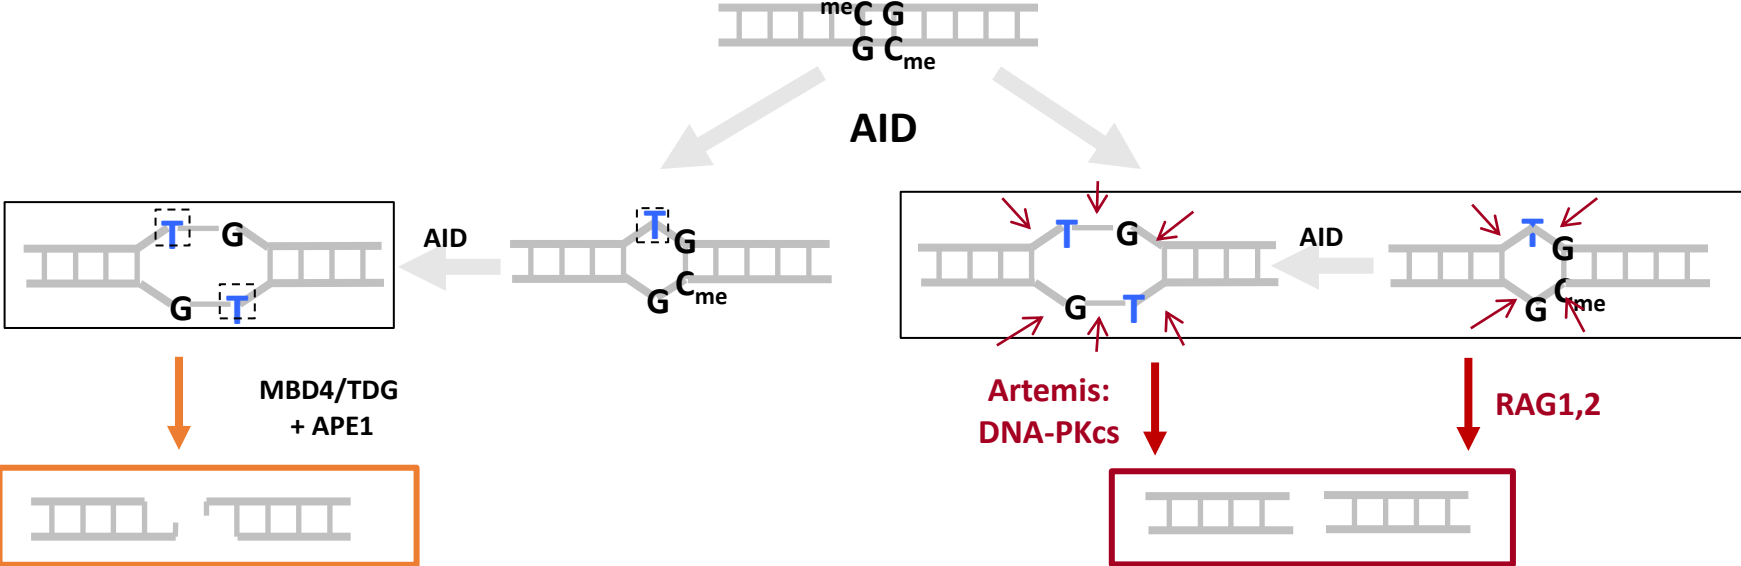 meC G
G Cme
AID
T G
G T
AID
T
G
Cme
G
T G
G T
AID
T
G
Cme
G
MBD4/TDG
+ APE1
Artemis:
DNA-PKcs
RAG1,2